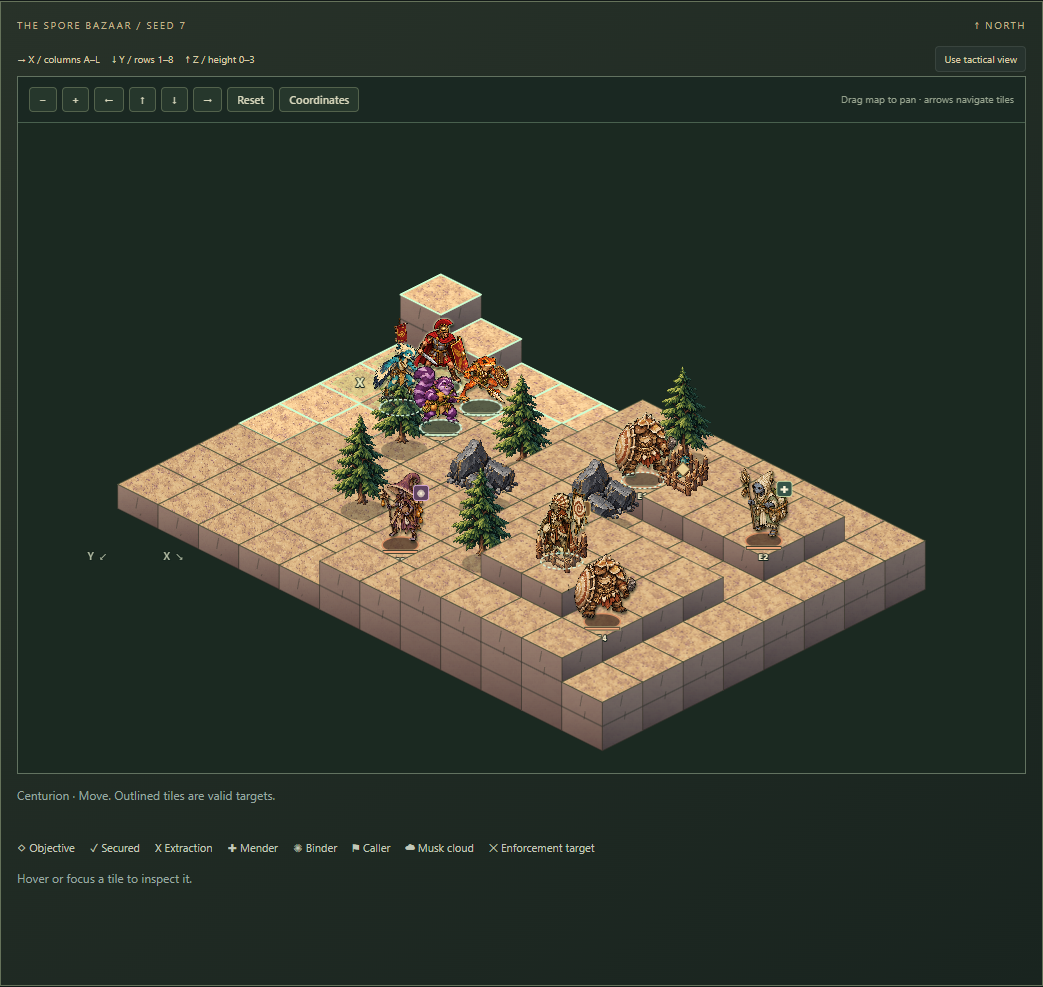 THE SPORE BAZAAR / SEED 7
↑ NORTH
→ X / columns A–L ↓ Y / rows 1–8 ↑ Z / height 0–3
Use tactical view
− + ← ↑ ↓ → Reset Coordinates
Drag map to pan · arrows navigate tiles
X
E2
Y ↙ X ↘
4
Centurion · Move. Outlined tiles are valid targets.
◇ Objective ✓ Secured X Extraction ✚ Mender ❋ Binder ⚑ Caller ☁ Musk cloud ✕ Enforcement target
Hover or focus a tile to inspect it.